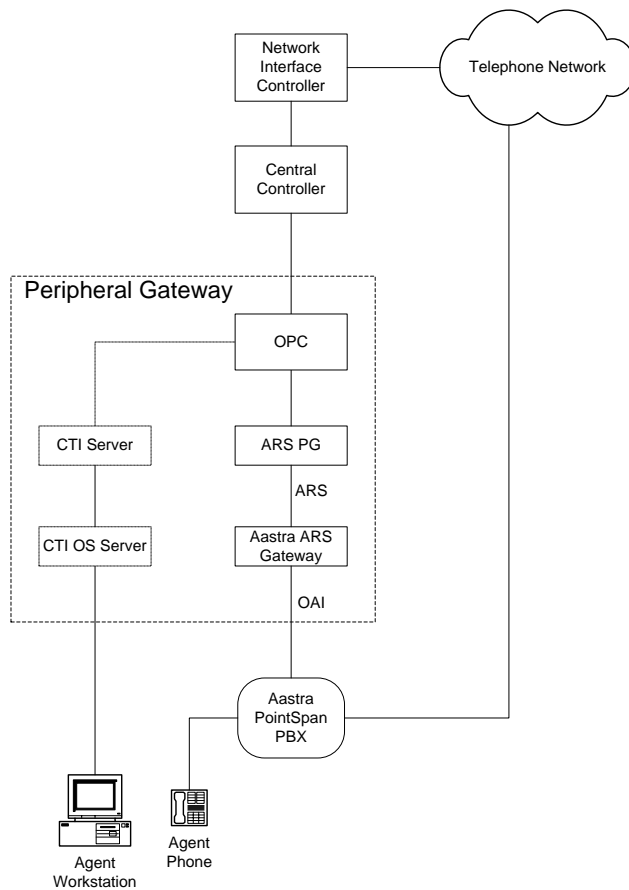 Network
Interface
Controller
Telephone Network
Central
Controller
Peripheral Gateway
OPC
CTI Server
ARS PG
ARS
CTI OS Server
Aastra ARS
Gateway
OAI
Aastra
PointSpan
PBX
Agent
Workstation
Agent
Phone